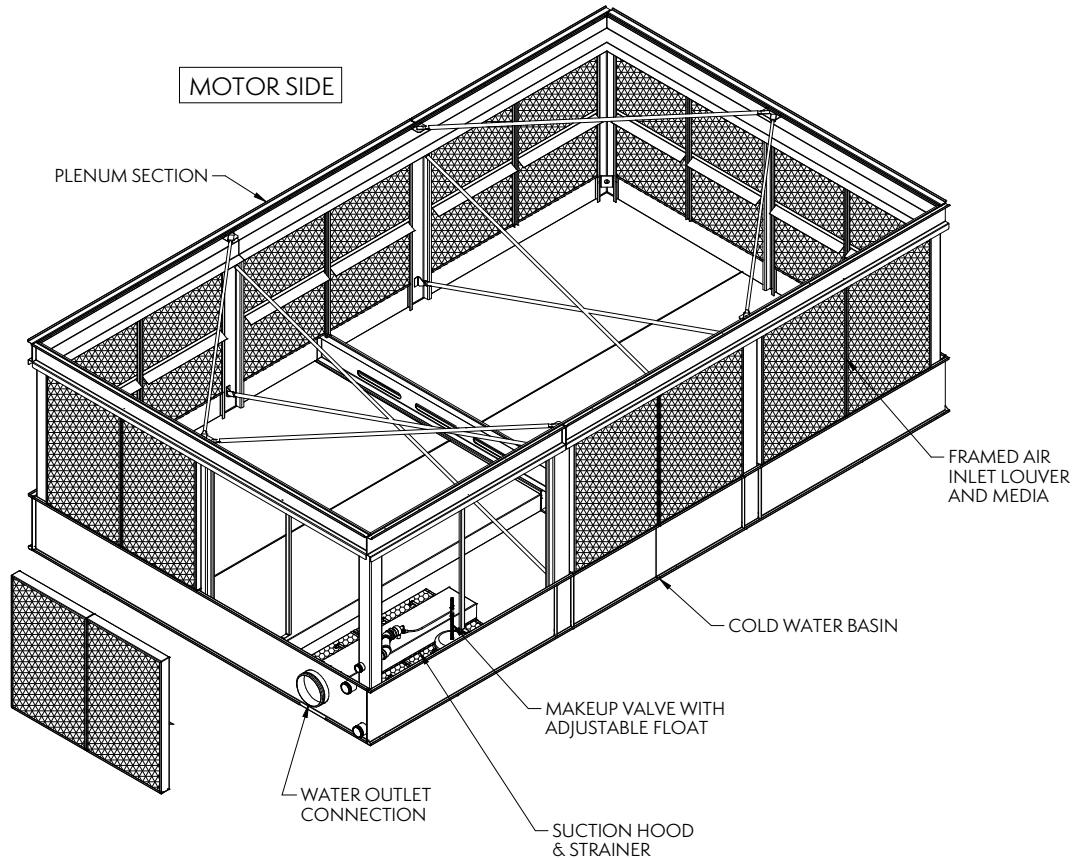 MOTOR SIDE
PLENUM SECTION
FRAMED AIR
INLET LOUVER
AND MEDIA
COLD WATER BASIN
MAKEUP VALVE WITH
ADJUSTABLE FLOAT
WATER OUTLET
CONNECTION
SUCTION HOOD
& STRAINER